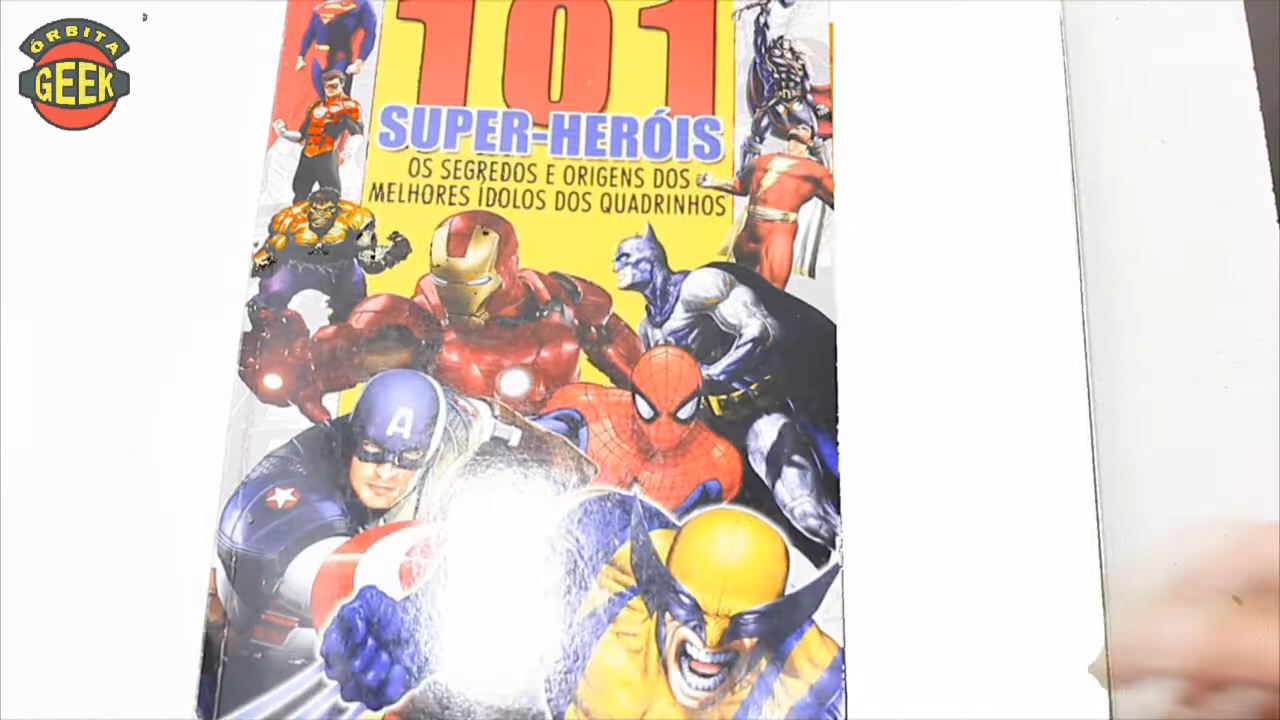 ÓRBITA
GEEK
101
SUPER-HERÓIS
OS SEGREDOS E ORIGENS DOS
MELHORES ÍDOLOS DOS QUADRINHOS
A